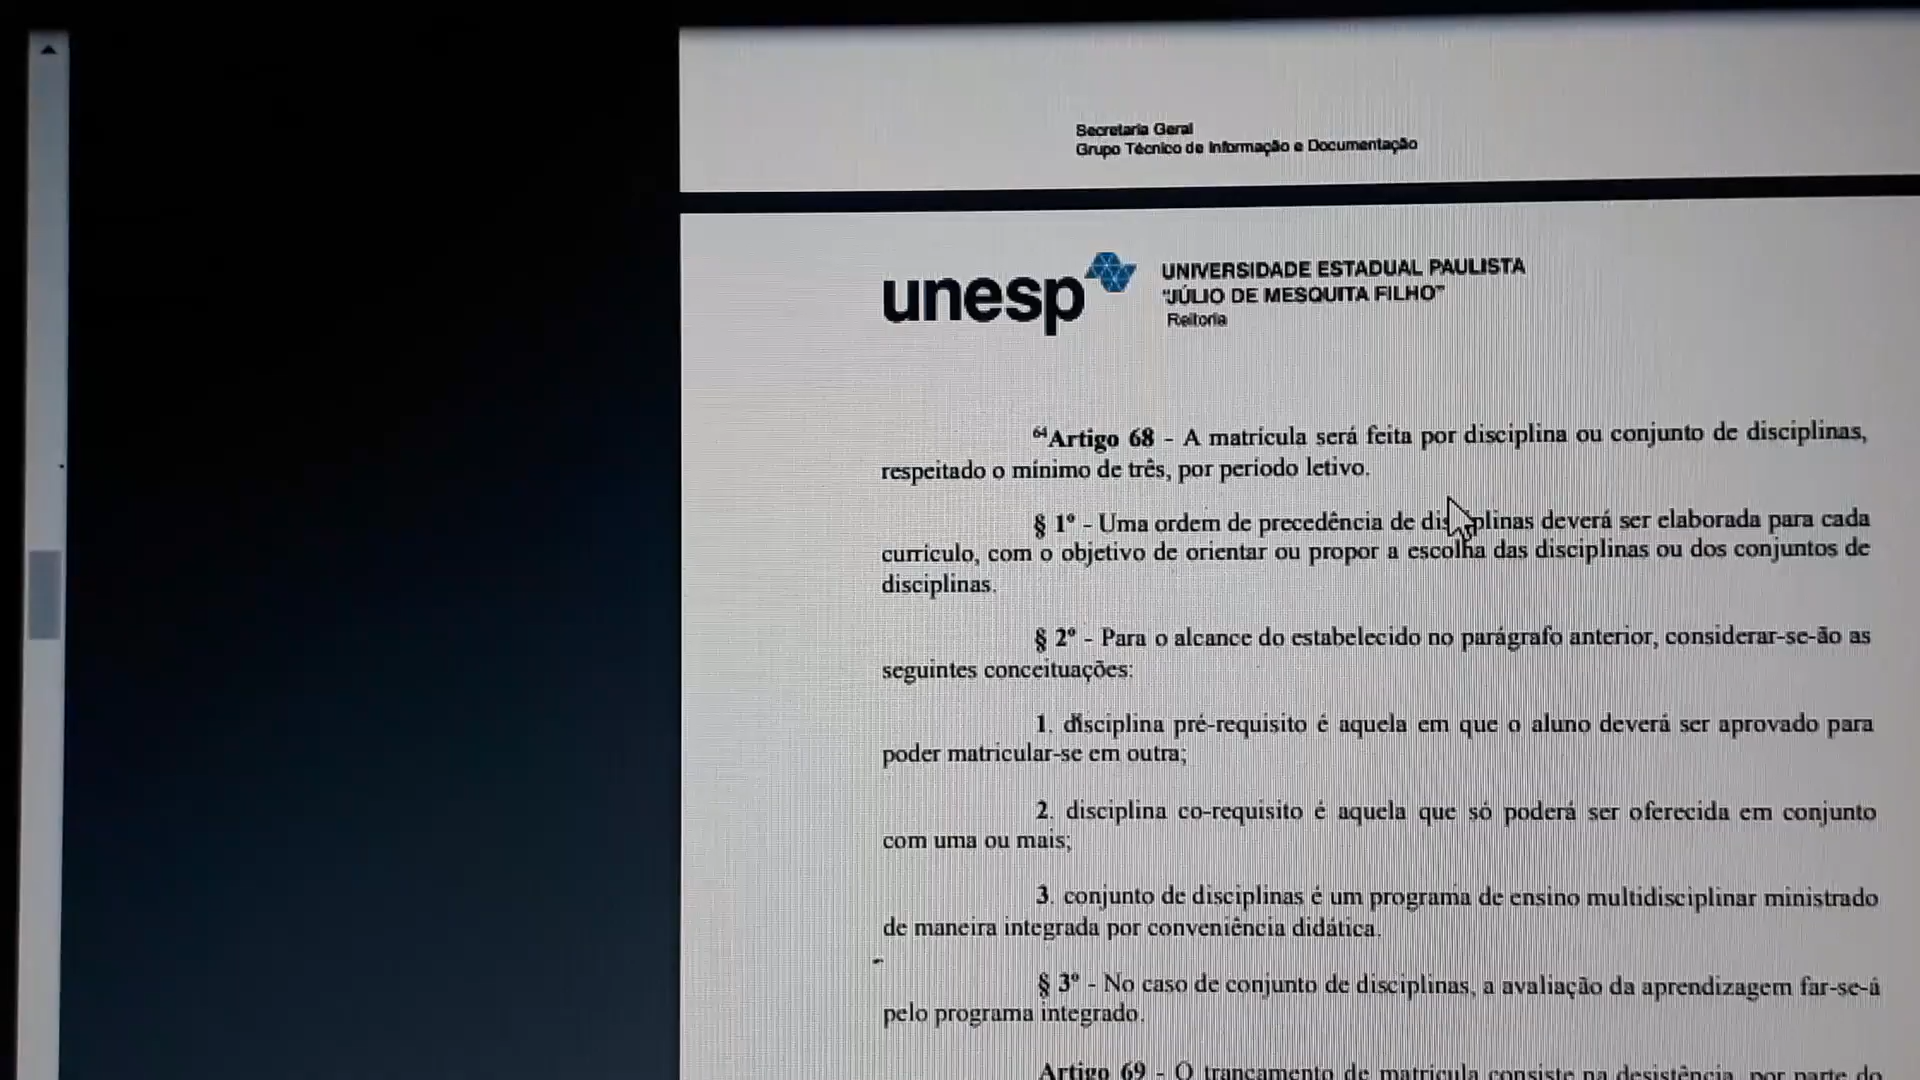 Secretaria Geral
Grupo Técnico de Informação e Documentação
unesp
UNIVERSIDADE ESTADUAL PAULISTA
"JÚLIO DE MESQUITA FILHO"
Reitoria
64Artigo 68 - A matrícula será feita por disciplina ou conjunto de disciplinas,
respeitado o mínimo de três, por período letivo.
§ 1º - Uma ordem de precedência de disciplinas deverá ser elaborada para cada
currículo, com o objetivo de orientar ou propor a escolha das disciplinas ou dos conjuntos de
disciplinas.
§ 2º - Para o alcance do estabelecido no parágrafo anterior, considerar-se-ão as
seguintes conceituações:
1. disciplina pré-requisito é aquela em que o aluno deverá ser aprovado para
poder matricular-se em outra;
2. disciplina co-requisito é aquela que só poderá ser oferecida em conjunto
com uma ou mais;
3. conjunto de disciplinas é um programa de ensino multidisciplinar ministrado
de maneira integrada por conveniência didática.
§ 3º - No caso de conjunto de disciplinas, a avaliação da aprendizagem far-se-á
pelo programa integrado.
Artigo 69 - O trancamento de matrícula consiste na desistência, por parte do